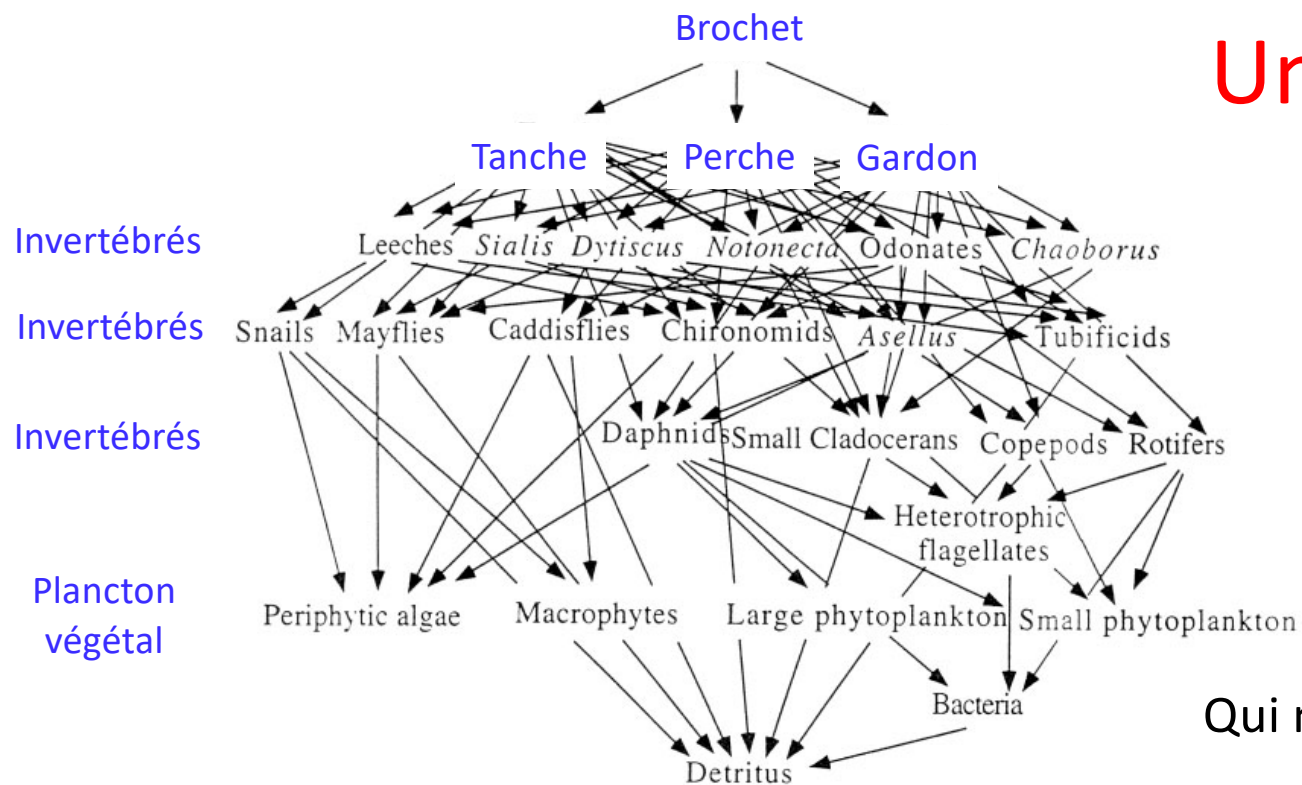 Brochet
Ur
Tanche Perche Gardon
Invertébrés
Leeches Sialis Dytiscus Notonecta Odonates Chaoborus
Invertébrés
Snails Mayflies Caddisflies Chironomids Asellus Tubificids
Invertébrés
Daphnids Small Cladocerans Copepods Rotifers
Heterotrophic
flagellates
Plancton
végétal
Periphytic algae Macrophytes Large phytoplankton Small phytoplankton
Bacteria
Qui
Detritus